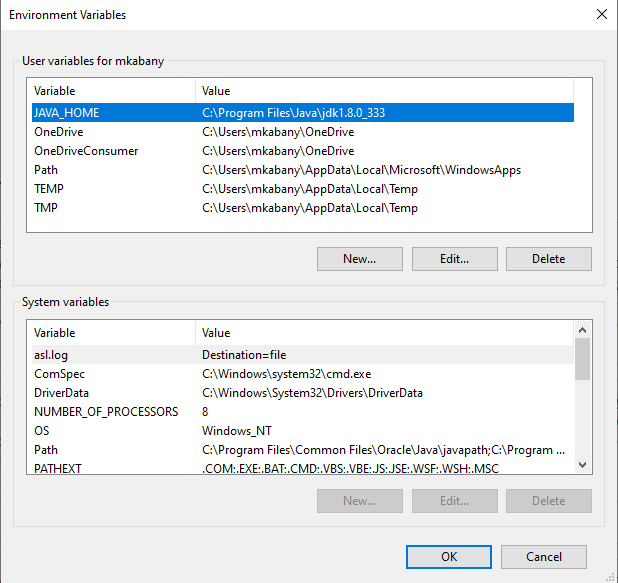 Environment Variables
User variables for mkabany
Variable Value
JAVA_HOME C:\Program Files\Java\jdk1.8.0_333
OneDrive C:\Users\mkabany\OneDrive
OneDriveConsumer C:\Users\mkabany\OneDrive
Path C:\Users\mkabany\AppData\Local\Microsoft\WindowsApps
TEMP C:\Users\mkabany\AppData\Local\Temp
TMP C:\Users\mkabany\AppData\Local\Temp
New... Edit... Delete
System variables
Variable Value
asl.log Destination=file
ComSpec C:\Windows\system32\cmd.exe
DriverData C:\Windows\System32\Drivers\DriverData
NUMBER_OF_PROCESSORS 8
OS Windows_NT
Path C:\Program Files\Common Files\Oracle\Java\javapath;C:\Program ...
PATHEXT .COM;.EXE;.BAT;.CMD;.VBS;.VBE;.JS;.JSE;.WSF;.WSH;.MSC
New... Edit... Delete
OK Cancel